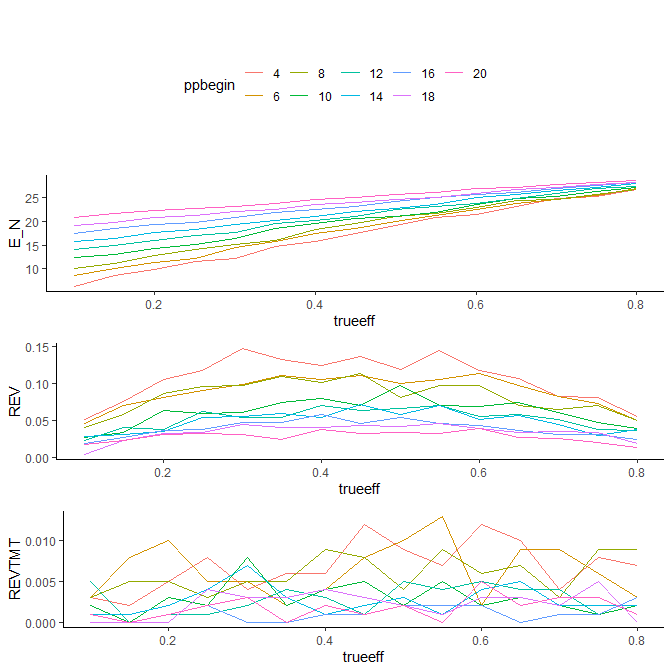 ppbegin 4 8 12 16 20
6 10 14 18
E_N
25
20
15
10
0.2 0.4 0.6 0.8
trueeff
REV
0.15
0.10
0.05
0.00
0.2 0.4 0.6 0.8
trueeff
REVTMT
0.010
0.005
0.000
0.2 0.4 0.6 0.8
trueeff